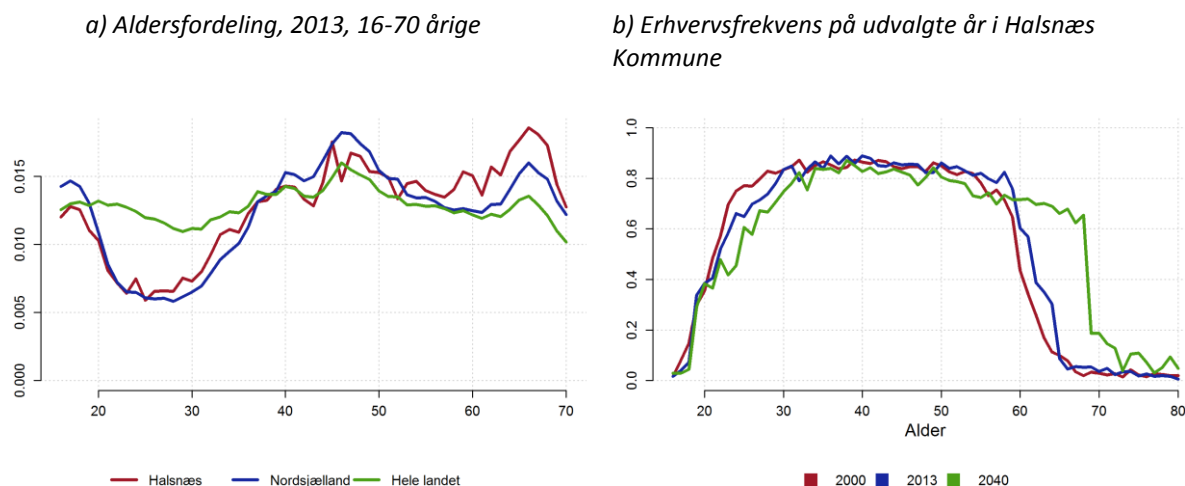 a) Aldersfordeling, 2013, 16-70 årige
0.015
0.010
0.005
0.000
20 30 40 50 60 70
Halsnæs Nordsjælland Hele landet
b) Erhvervsfrekvens på udvalgte år i Halsnæs
Kommune
1.0
0.8
0.6
0.4
0.2
0.0
20 30 40 50 60 70 80
Alder
2000 2013 2040